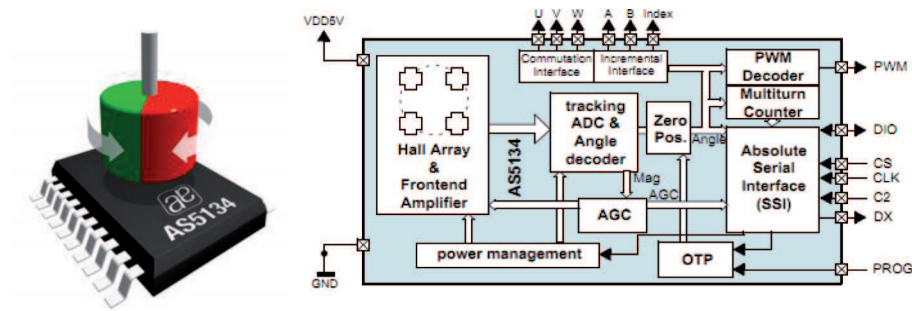 ae
AS5134
VDD5V
U V W A B Index
Commutation
Interface
Incremental
Interface
PWM
Decoder
PWM
Multiturn
Counter
Hall Array
&
Frontend
Amplifier
AS5134
tracking
ADC &
Angle
decoder
Zero
Pos.
Angle
Absolute
Serial
Interface
(SSI)
DIO
CS
CLK
C2
DX
Mag
AGC
AGC
power management
OTP
PROG
GND